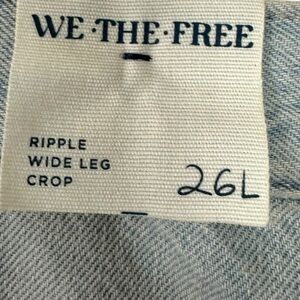 WE·THE·FREE
RIPPLE
WIDE LEG
CROP
26L